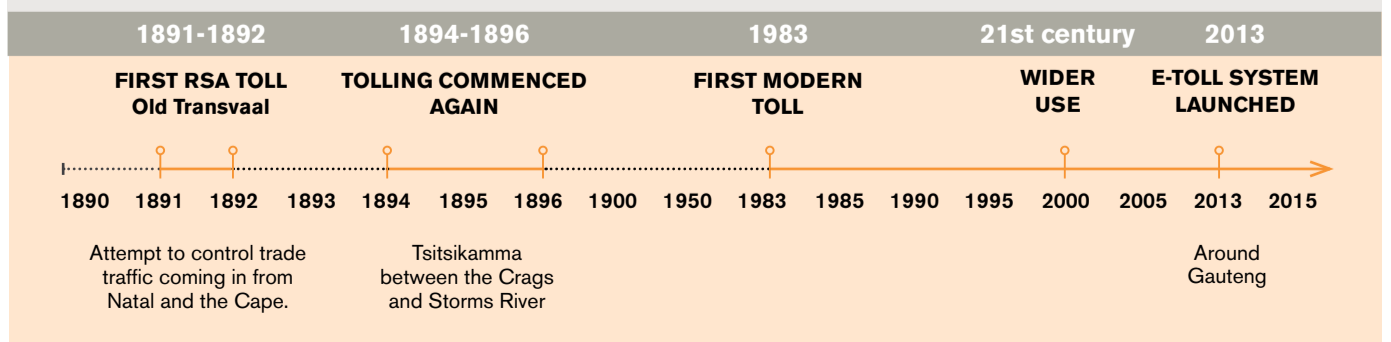 1891-1892 1894-1896 1983 21st century 2013
FIRST RSA TOLL
Old Transvaal
TOLLING COMMENCED
AGAIN
FIRST MODERN
TOLL
WIDER
USE
E-TOLL SYSTEM
LAUNCHED
1890 1891 1892 1893 1894 1895 1896 1900 1950 1983 1985 1990 1995 2000 2005 2013 2015
Attempt to control trade
traffic coming in from
Natal and the Cape.
Tsitsikamma
between the Crags
and Storms River
Around
Gauteng